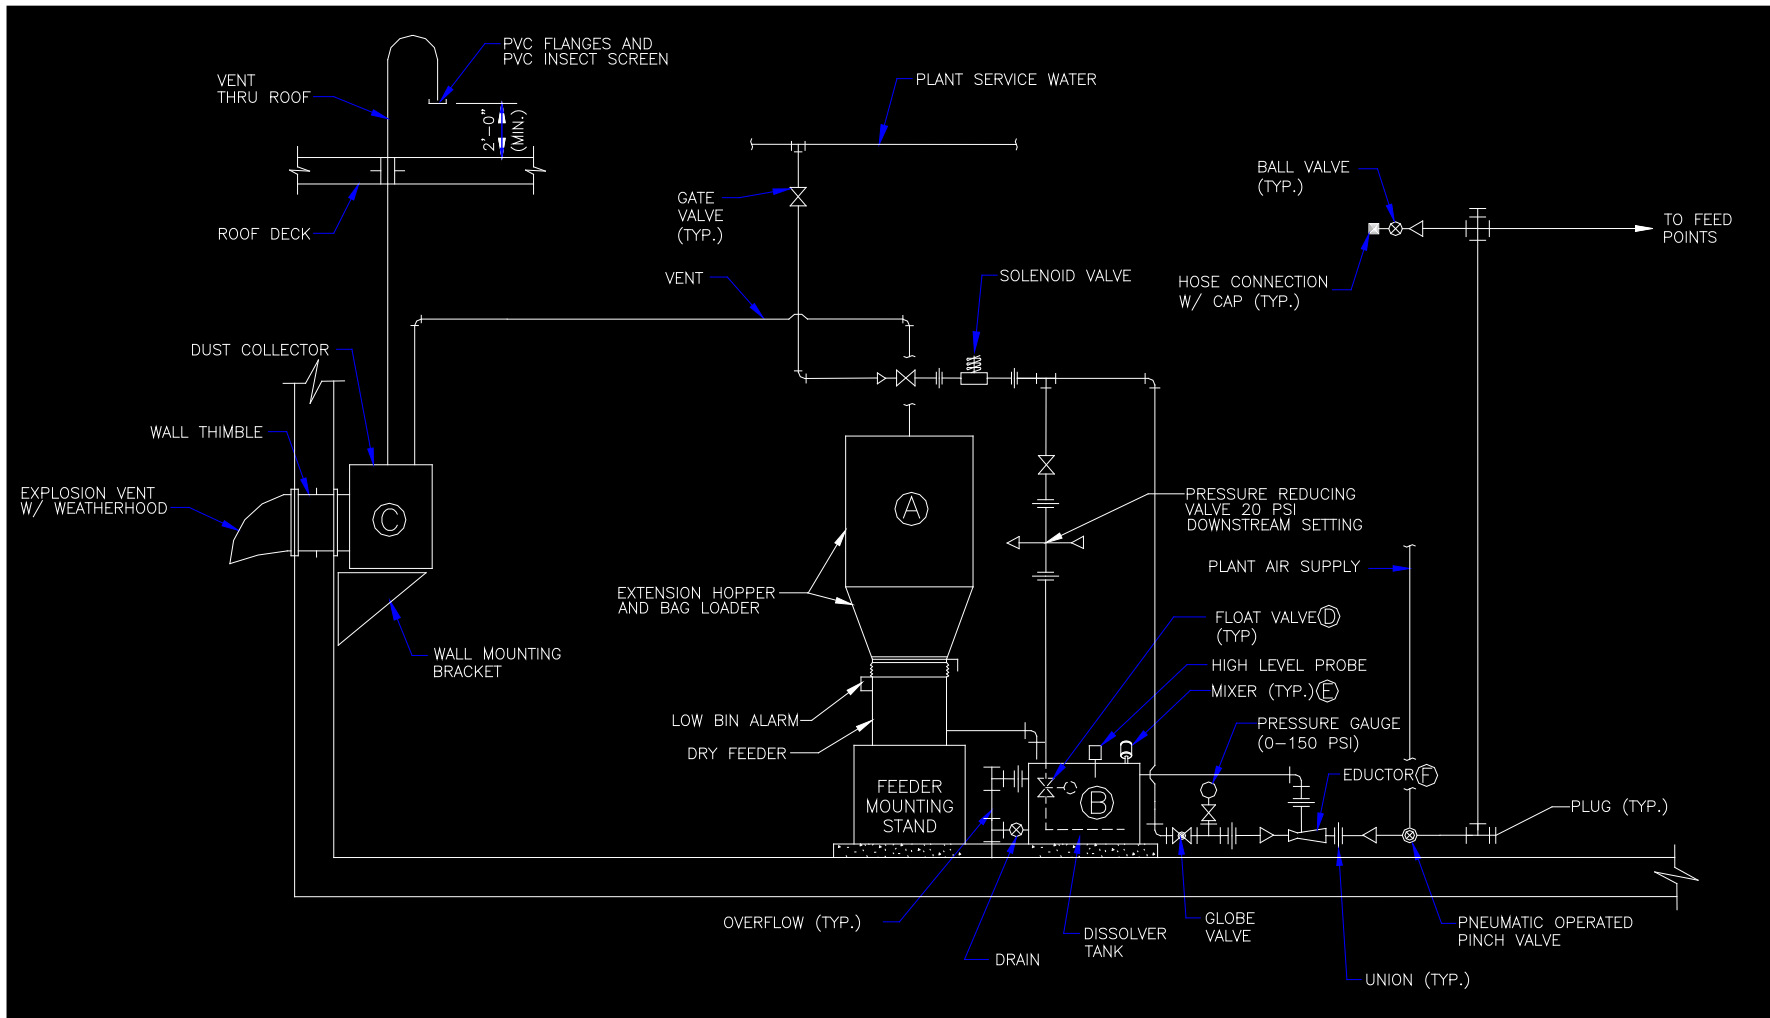 PVC FLANGES AND
PVC INSECT SCREEN
VENT
THRU ROOF
2'-0"
(MIN.)
ROOF DECK
PLANT SERVICE WATER
GATE
VALVE
(TYP.)
VENT
SOLENOID VALVE
BALL VALVE
(TYP.)
TO FEED
POINTS
HOSE CONNECTION
W/ CAP (TYP.)
DUST COLLECTOR
WALL THIMBLE
EXPLOSION VENT
W/ WEATHERHOOD
C
A
WALL MOUNTING
BRACKET
EXTENSION HOPPER
AND BAG LOADER
PRESSURE REDUCING
VALVE 20 PSI
DOWNSTREAM SETTING
PLANT AIR SUPPLY
FLOAT VALVE D
(TYP)
HIGH LEVEL PROBE
MIXER (TYP.) E
LOW BIN ALARM
DRY FEEDER
PRESSURE GAUGE
(0-150 PSI)
EDUCTOR F
FEEDER
MOUNTING
STAND
B
PLUG (TYP.)
OVERFLOW (TYP.)
DRAIN
DISSOLVER
TANK
GLOBE
VALVE
PNEUMATIC OPERATED
PINCH VALVE
UNION (TYP.)